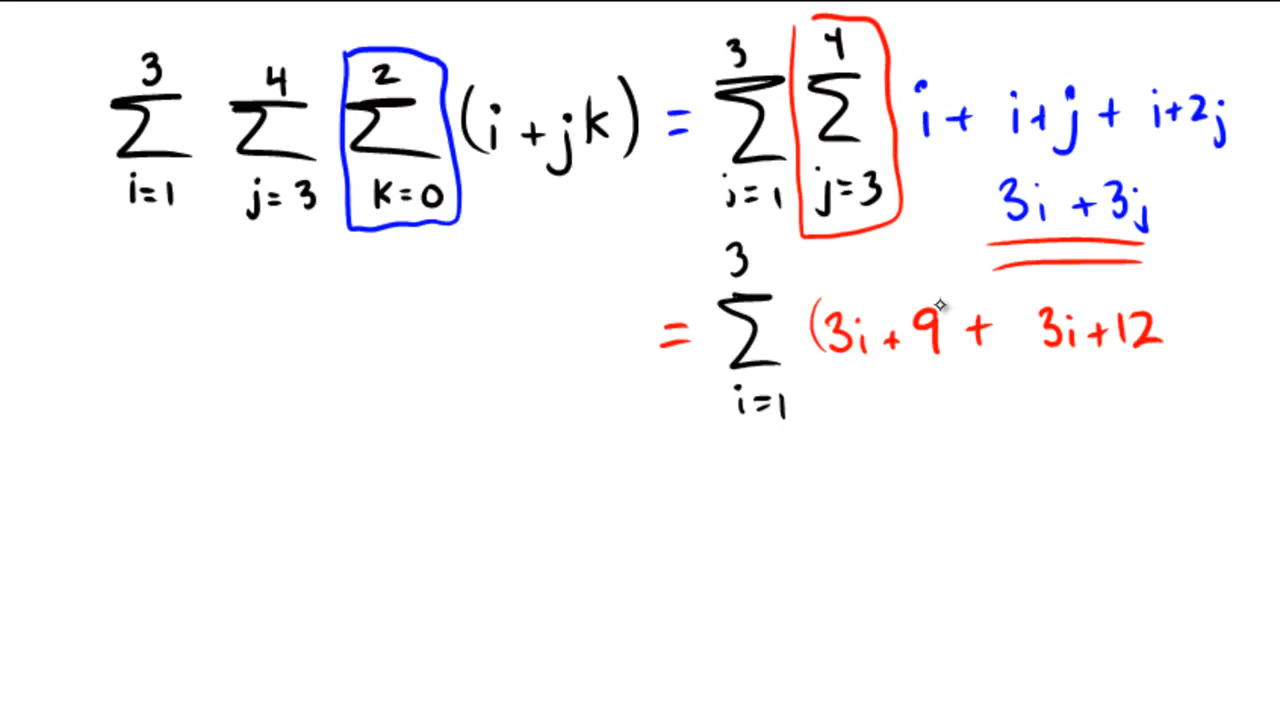 3 4 2 3 4
∑ ∑ ∑ (i + jk) = ∑ ∑ i + i+j + i+2j
i=1 j=3 k=0 i=1 j=3 3i + 3j
3
= ∑ (3i + 9 + 3i + 12
i=1